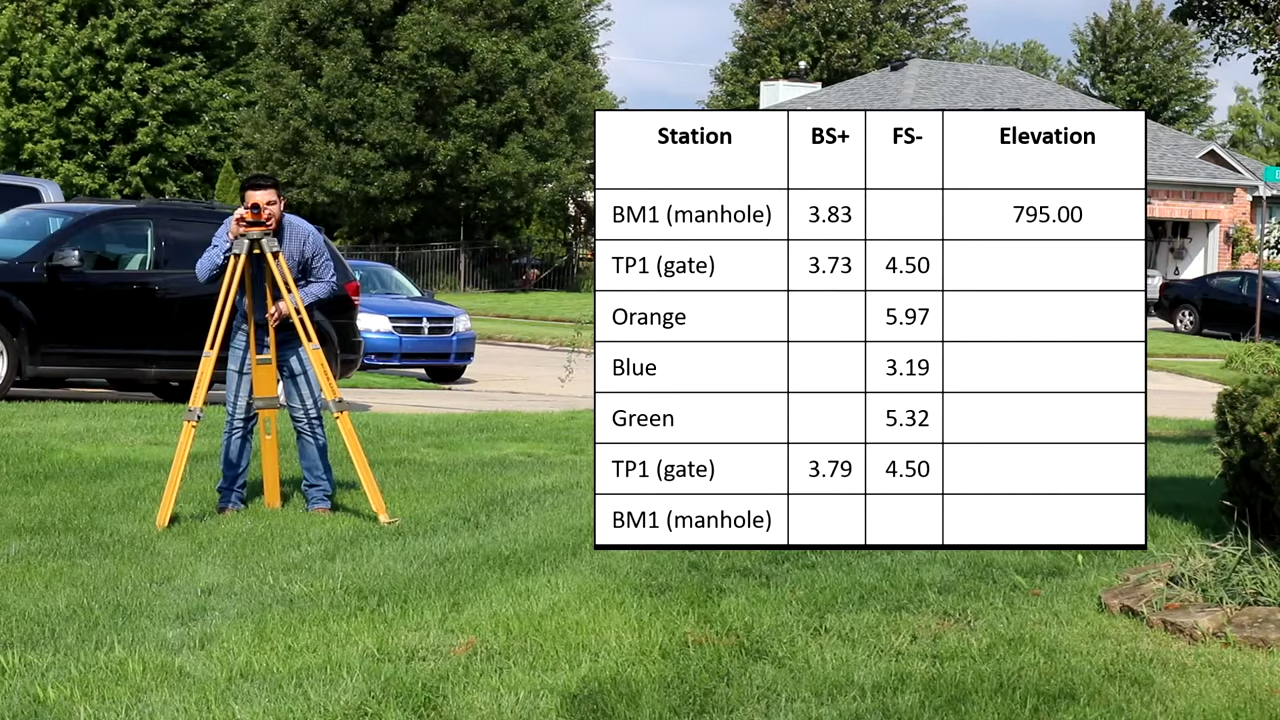 Station BS+ FS- Elevation
BM1 (manhole) 3.83 795.00
TP1 (gate) 3.73 4.50
Orange 5.97
Blue 3.19
Green 5.32
TP1 (gate) 3.79 4.50
BM1 (manhole)